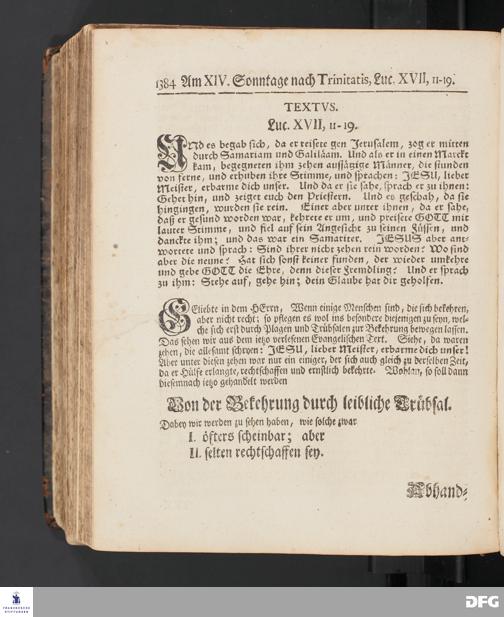 1384 Am XIV. Sonntage nach Trinitatis, Luc. XVII, 11-19.
TEXTVS.
Luc. XVII, 11-19.
UNd es begab sich, da er reisete gen Jerusalem, zog er mitten
durch Samariam und Galiläam. Und als er in einen Marckt
kam, begegneten ihm zehen aussätzige Männer, die stunden
von ferne, und erhuben ihre Stimme, und sprachen: JESU, lieber
Meister, erbarme dich unser. Und da er sie sahe, sprach er zu ihnen:
Gehet hin, und zeiget euch den Priestern. Und es geschah, da sie
hingingen, wurden sie rein. Einer aber unter ihnen, da er sahe,
daß er gesund worden war, kehrete er um, und preisete GOTT mit
lauter Stimme, und fiel auf sein Angesicht zu seinen Füssen, und
danckte ihm; und das war ein Samariter. JESUS aber ant-
wortete und sprach: Sind ihrer nicht zehen rein worden? Wo sind
aber die neune? Hat sich sonst keiner funden, der wieder umkehre
und gebe GOTT die Ehre, denn dieser Fremdling? Und er sprach
zu ihm: Stehe auf, gehe hin; dein Glaube hat dir geholfen.
GEliebte in dem HErrn, Wenn einige Menschen sind, die sich bekehren,
aber nicht recht: so pflegen es wol ins besondere diejenigen zu seyn, wel-
che sich erst durch Plagen und Trübsalen zur Bekehrung bewegen lassen.
Das sehen wir aus dem ietzo verlesenen Evangelischen Text. Siehe, da waren
zehen, die allesamt schryen: JESU, lieber Meister, erbarme dich unser!
Aber unter diesen zehen war nur ein einiger, der sich auch gleich zu derselben Zeit,
da er Hülfe erlangte, rechtschaffen und ernstlich bekehrte. Wohlan, so soll dann
diesemnach ietzo gehandelt werden
Von der Bekehrung durch leibliche Trübsal.
Dabey wir werden zu sehen haben, wie solche zwar
I. öfters scheinbar; aber
II. selten rechtschaffen sey.
Abhand-
FRANCKESCHE
STIFTUNGEN
DFG